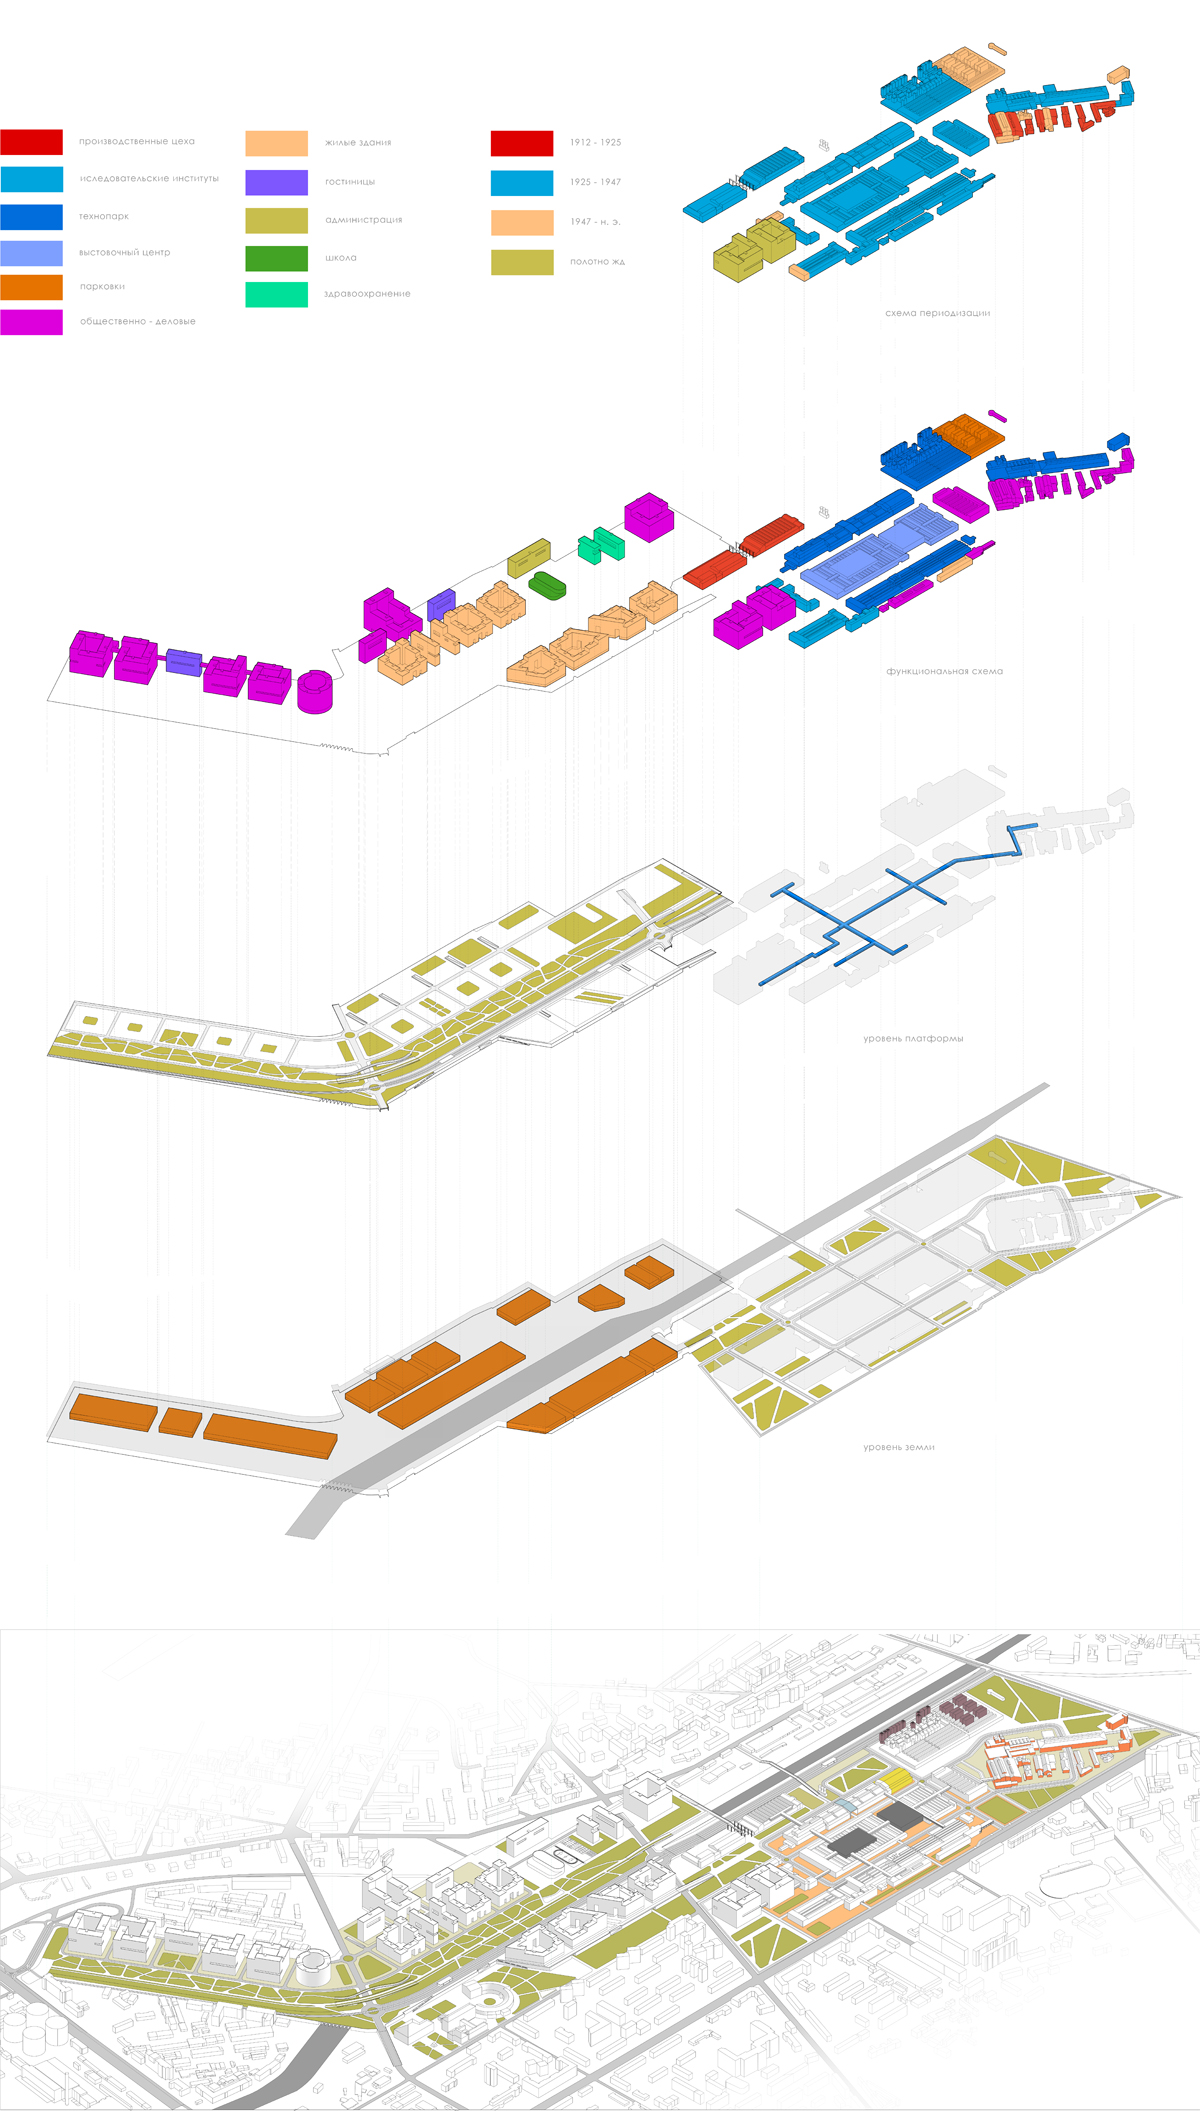 производственные цеха
иследовательские институты
технопарк
выстовочный центр
парковки
общественно - деловые
жилые здания
гостиницы
администрация
школа
здравоохранение
1912 - 1925
1925 - 1947
1947 - н. э.
полотно жд
схема периодизации
функциональная схема
уровень платформы
уровень земли